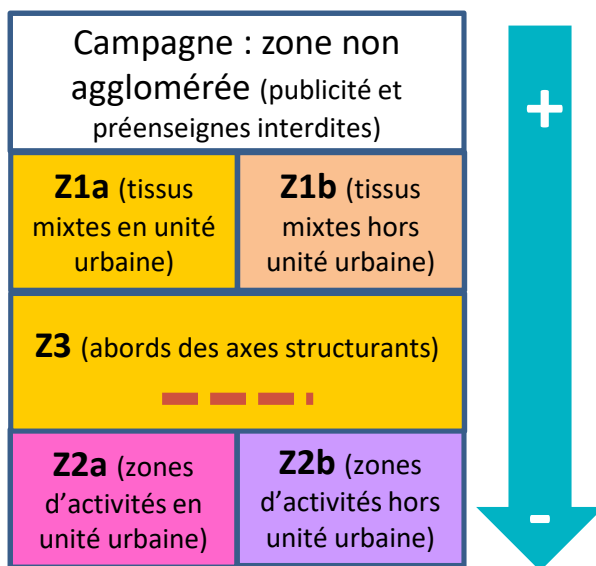 Campagne : zone non
agglomérée (publicité et
préenseignes interdites)
+
Z1a (tissus
mixtes en unité
urbaine)
Z1b (tissus
mixtes hors
unité urbaine)
Z3 (abords des axes structurants)
Z2a (zones
d’activités en
unité urbaine)
Z2b (zones
d’activités hors
unité urbaine)
-